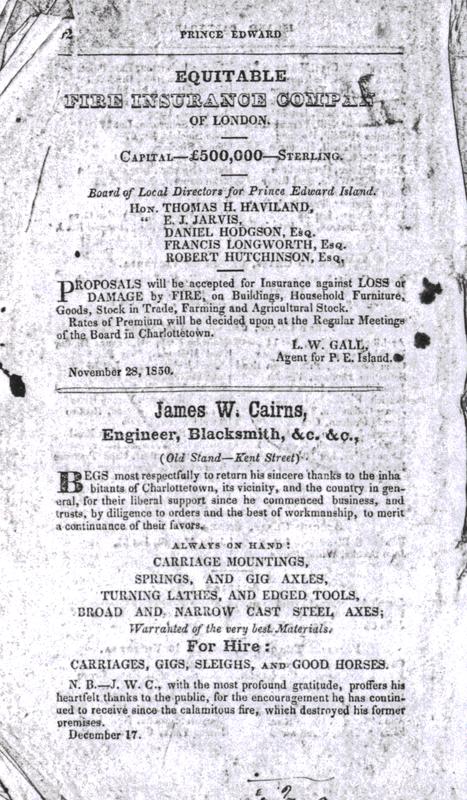 PRINCE EDWARD
EQUITABLE
FIRE INSURANCE COMPAN
OF LONDON.
CAPITAL—£500,000—STERLING.
Board of Local Directors for Prince Edward Island.
HON. THOMAS H. HAVILAND,
" E. J. JARVIS,
DANIEL HODGSON, ESQ.
FRANCIS LONGWORTH, ESQ.
ROBERT HUTCHINSON, ESQ.
PROPOSALS will be accepted for Insurance against LOSS or
DAMAGE by FIRE, on Buildings, Household Furniture,
Goods, Stock in Trade, Farming and Agricultural Stock.
Rates of Premium will be decided upon at the Regular Meetings
of the Board in Charlottetown.
L. W. GALL,
Agent for P. E. Island.
November 28, 1850.
James W. Cairns,
Engineer, Blacksmith, &c. &c.,
(Old Stand—Kent Street)
BEGS most respectfully to return his sincere thanks to the inha
bitants of Charlottetown, its vicinity, and the country in gen-
eral, for their liberal support since he commenced business, and
trusts, by diligence to orders and the best of workmanship, to merit
a continuance of their favors.
ALWAYS ON HAND:
CARRIAGE MOUNTINGS,
SPRINGS, AND GIG AXLES,
TURNING LATHES, AND EDGED TOOLS,
BROAD AND NARROW CAST STEEL AXES;
Warranted of the very best Materials.
For Hire:
CARRIAGES, GIGS, SLEIGHS, AND GOOD HORSES.
N. B.—J. W. C., with the most profound gratitude, proffers his
heartfelt thanks to the public, for the encouragement he has contin-
ued to receive since the calamitous fire, which destroyed his former
premises.
December 17.